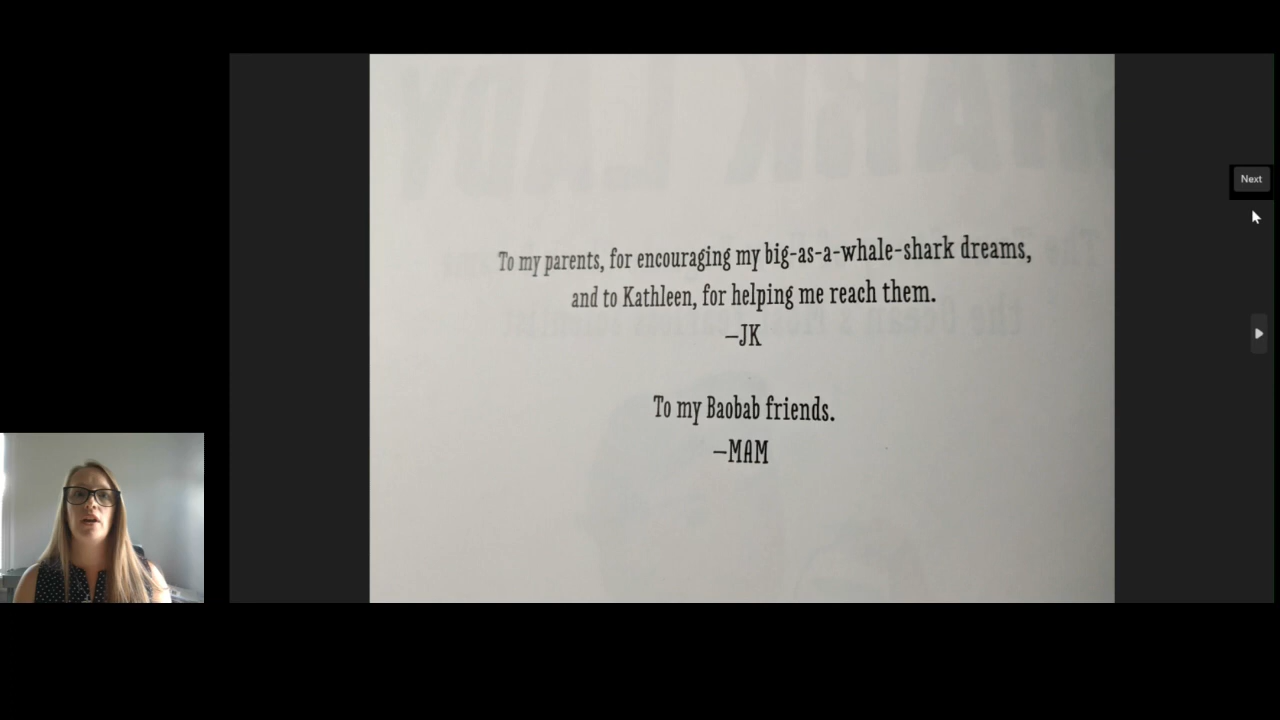 Next
To my parents, for encouraging my big-as-a-whale-shark dreams,
and to Kathleen, for helping me reach them.
—JK
To my Baobab friends.
—MAM